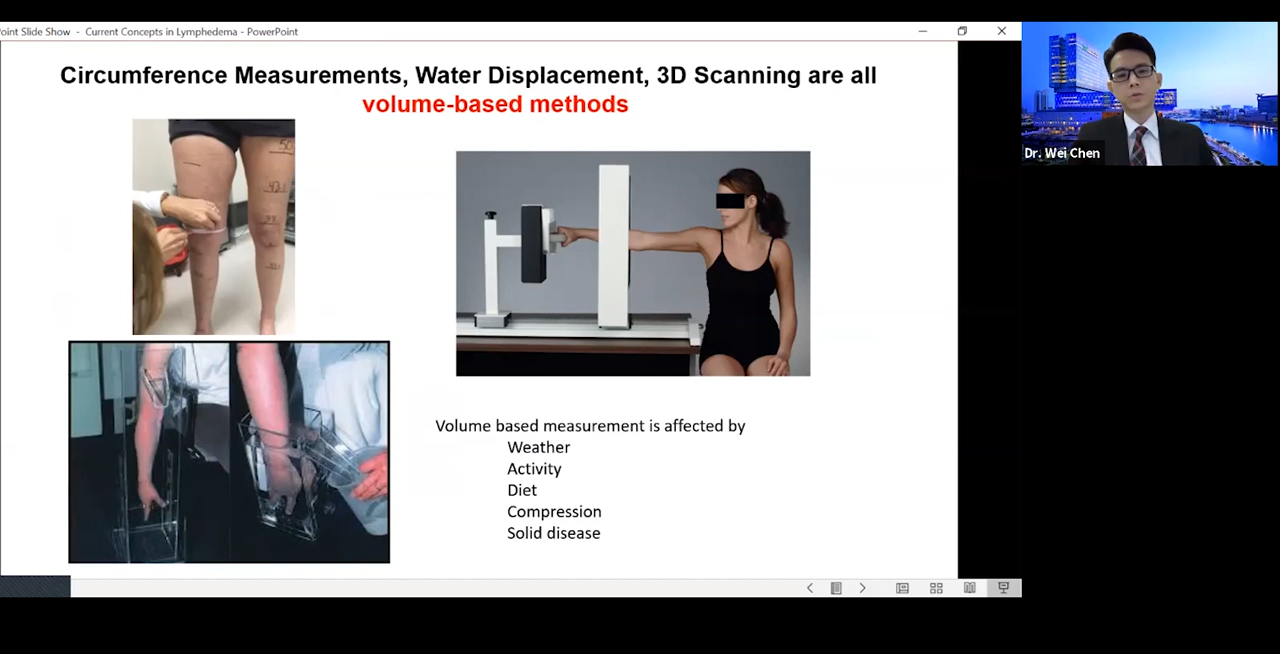 oint Slide Show - Current Concepts in Lymphedema - PowerPoint
Circumference Measurements, Water Displacement, 3D Scanning are all
volume-based methods
Dr. Wei Chen
Volume based measurement is affected by
Weather
Activity
Diet
Compression
Solid disease